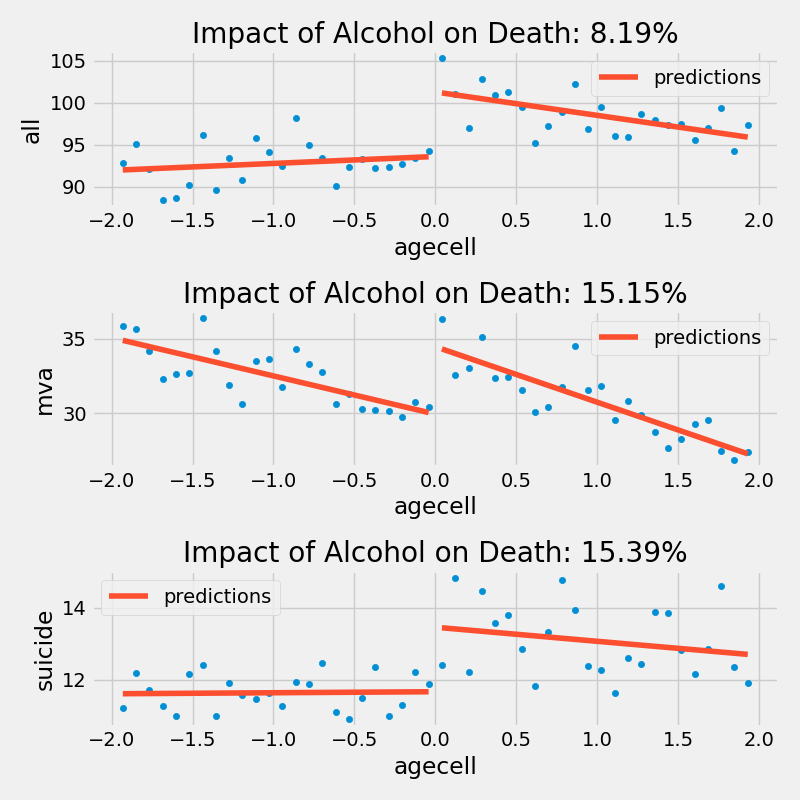 Impact of Alcohol on Death: 8.19%
105
100
95
90
all
predictions
−2.0 −1.5 −1.0 −0.5 0.0 0.5 1.0 1.5 2.0
agecell
Impact of Alcohol on Death: 15.15%
35
30
mva
predictions
−2.0 −1.5 −1.0 −0.5 0.0 0.5 1.0 1.5 2.0
agecell
Impact of Alcohol on Death: 15.39%
14
12
suicide
predictions
−2.0 −1.5 −1.0 −0.5 0.0 0.5 1.0 1.5 2.0
agecell